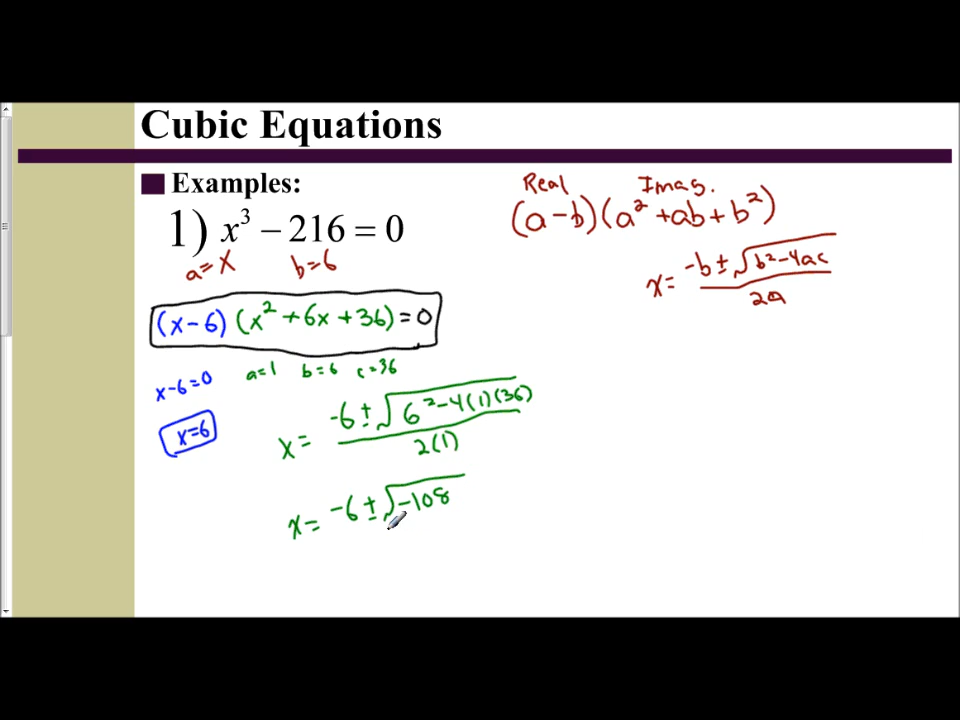 Cubic Equations
Examples:
Real Imag.
(a-b)(a² +ab+b²)
1) x³ − 216 = 0
a=x b=6
x= -b±√b²-4ac / 2a
(x-6)(x²+6x+36)=0
x-6=0 a=1 b=6 c=36
x=6
x= -6±√6²-4(1)(36) / 2(1)
x= -6±√-108